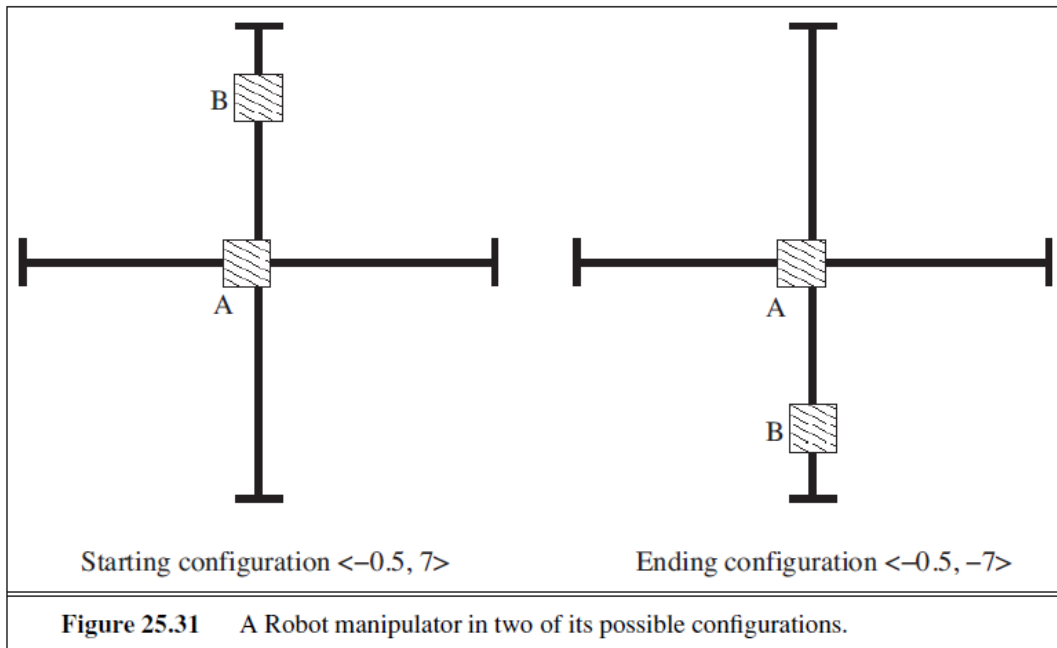 B
A
A
B
Starting configuration <–0.5, 7>
Ending configuration <–0.5, –7>
Figure 25.31 A Robot manipulator in two of its possible configurations.